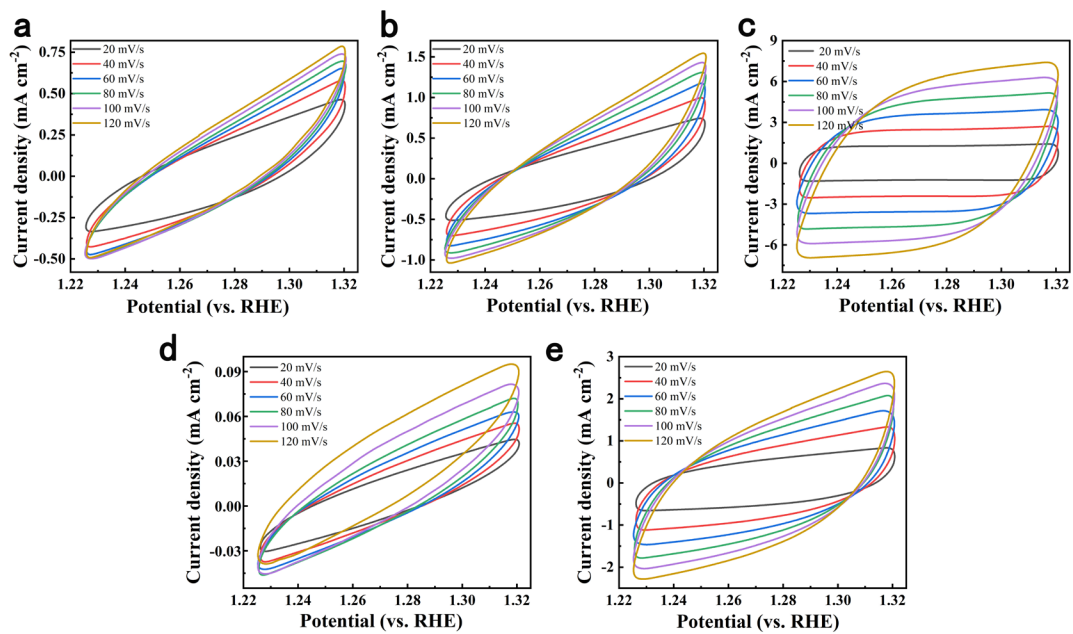 a
Current density (mA cm-2)
0.75
0.50
0.25
0.00
-0.25
-0.50
20 mV/s
40 mV/s
60 mV/s
80 mV/s
100 mV/s
120 mV/s
1.22 1.24 1.26 1.28 1.30 1.32
Potential (vs. RHE)
b
Current density (mA cm-2)
1.5
1.0
0.5
0.0
-0.5
-1.0
20 mV/s
40 mV/s
60 mV/s
80 mV/s
100 mV/s
120 mV/s
1.22 1.24 1.26 1.28 1.30 1.32
Potential (vs. RHE)
c
Current density (mA cm-2)
9
6
3
0
-3
-6
20 mV/s
40 mV/s
60 mV/s
80 mV/s
100 mV/s
120 mV/s
1.22 1.24 1.26 1.28 1.30 1.32
Potential (vs. RHE)
d
Current density (mA cm-2)
0.09
0.06
0.03
0.00
-0.03
20 mV/s
40 mV/s
60 mV/s
80 mV/s
100 mV/s
120 mV/s
1.22 1.24 1.26 1.28 1.30 1.32
Potential (vs. RHE)
e
Current density (mA cm-2)
3
2
1
0
-1
-2
20 mV/s
40 mV/s
60 mV/s
80 mV/s
100 mV/s
120 mV/s
1.22 1.24 1.26 1.28 1.30 1.32
Potential (vs. RHE)